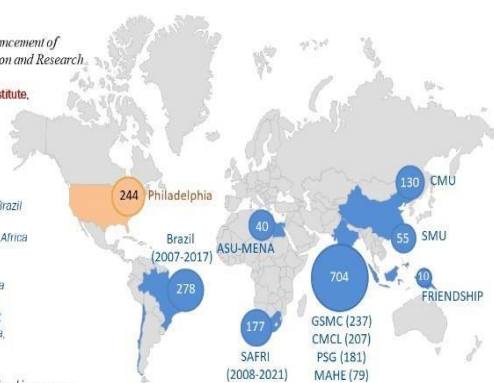 ncement of
on and Research
stitute,
Brazil
Africa
a
a,
244 Philadelphia
130 CMU
55 SMU
40
ASU-MENA
Brazil
(2007-2017)
278
704
10
FRIENDSHIP
177
GSMC (237)
CMCL (207)
PSG (181)
MAHE (79)
SAFRI
(2008-2021)